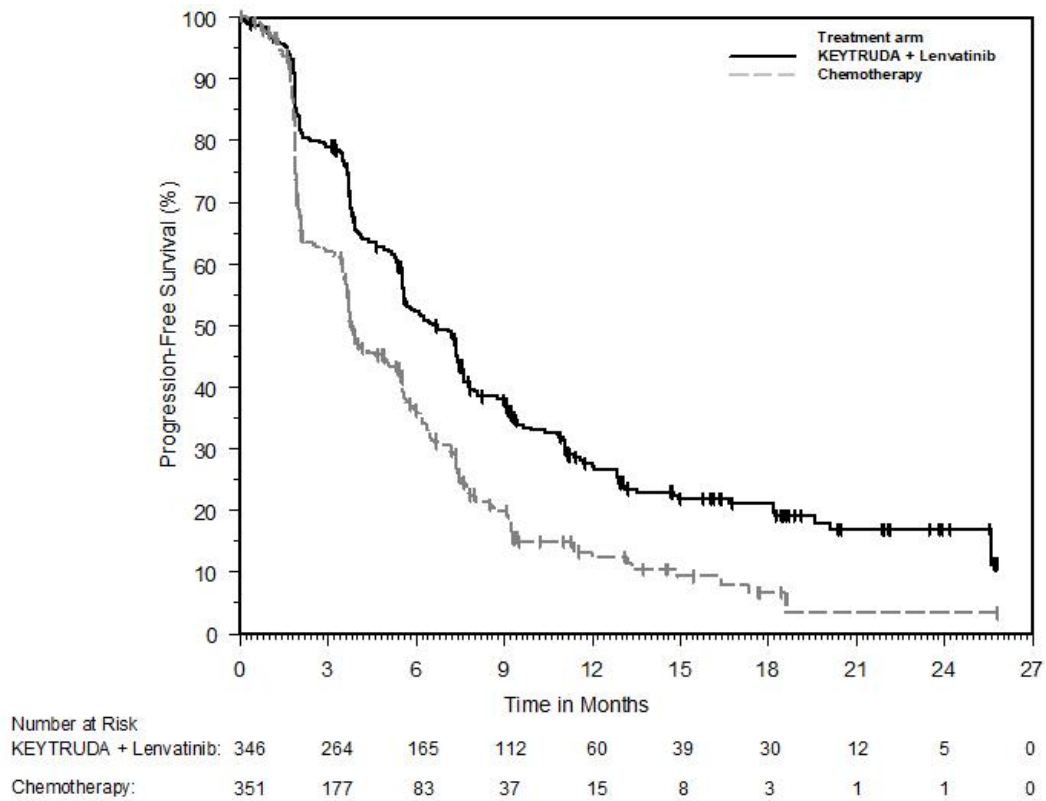 Treatment arm
KEYTRUDA + Lenvatinib
Chemotherapy
Progression-Free Survival (%)
100
90
80
70
60
50
40
30
20
10
0
0 3 6 9 12 15 18 21 24 27
Time in Months
Number at Risk
KEYTRUDA + Lenvatinib: 346 264 165 112 60 39 30 12 5 0
Chemotherapy: 351 177 83 37 15 8 3 1 1 0